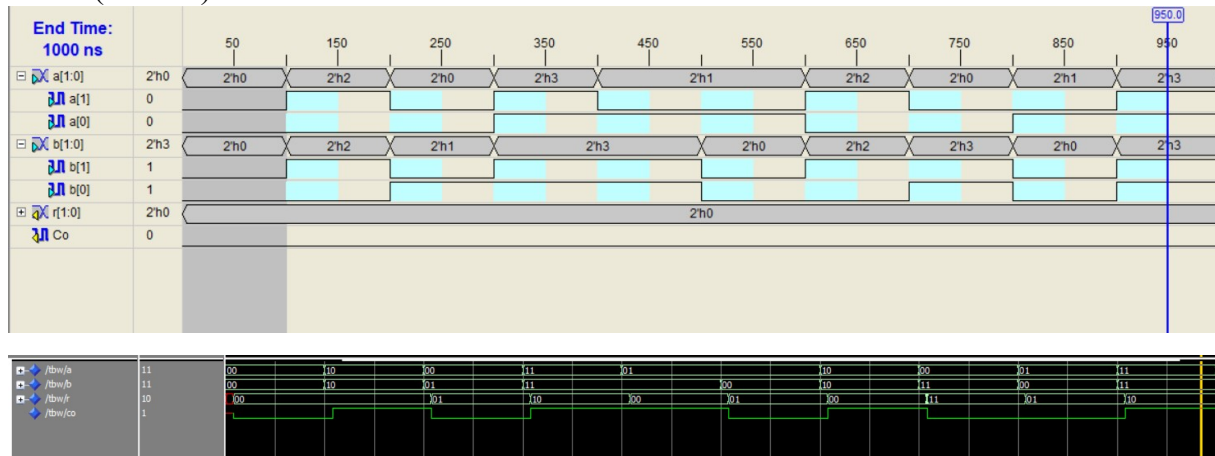 950.0
End Time:
1000 ns
50 150 250 350 450 550 650 750 850 950
a[1:0] 2'h0 2'h0 2'h2 2'h0 2'h3 2'h1 2'h2 2'h0 2'h1 2'h3
a[1] 0
a[0] 0
b[1:0] 2'h3 2'h0 2'h2 2'h1 2'h3 2'h0 2'h2 2'h3 2'h0 2'h3
b[1] 1
b[0] 1
r[1:0] 2'h0 2'h0
Co 0
/tbw/a 11 00 10 00 11 01 10 00 01 11
/tbw/b 11 00 10 01 11 00 10 11 00 11
/tbw/r 10 00 01 10 00 01 00 11 01 10
/tbw/co 1